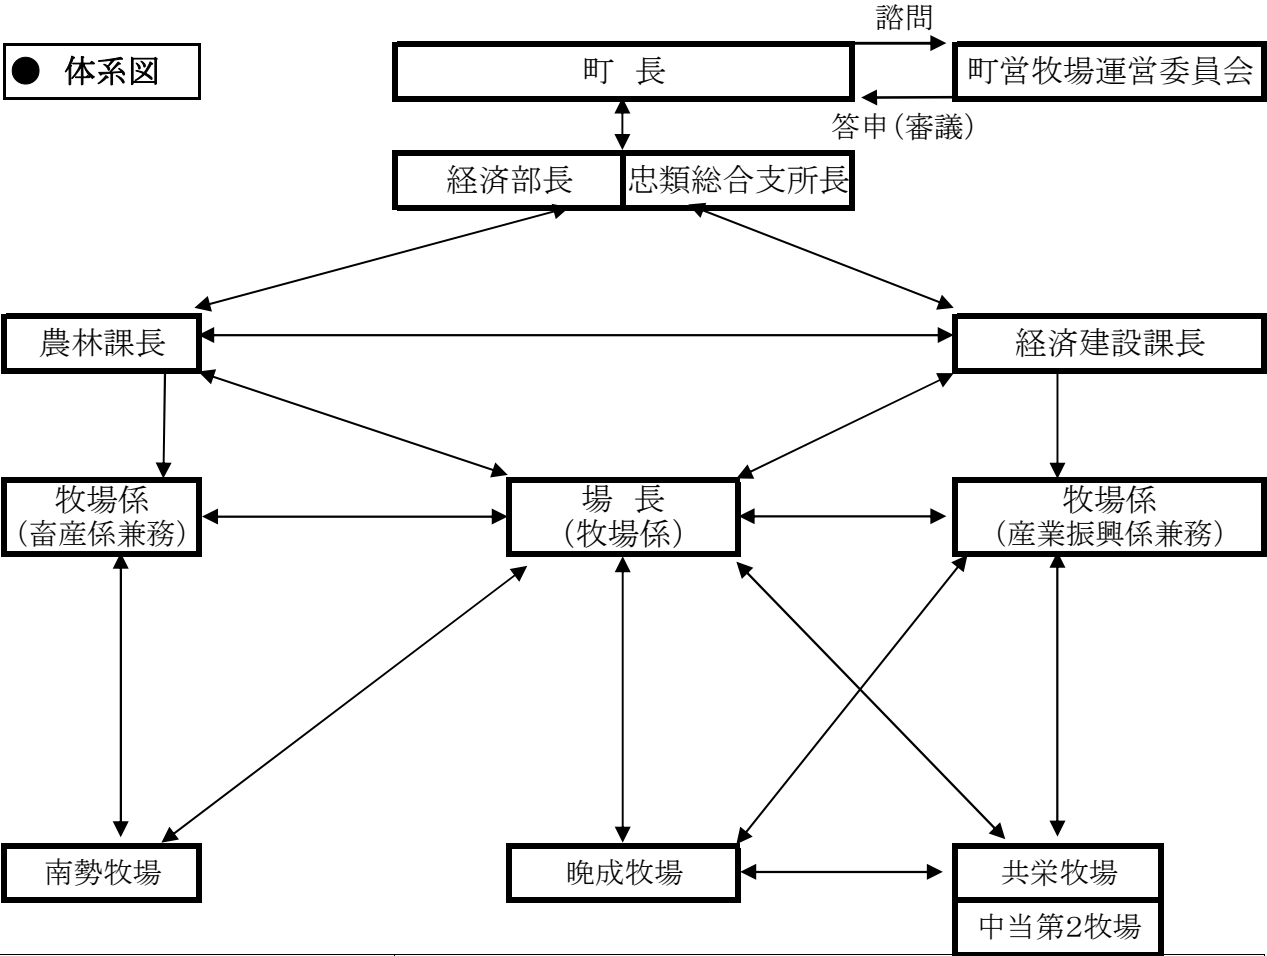 諮問
● 体系図
町 長
町営牧場運営委員会
答申(審議)
経済部長
忠類総合支所長
農林課長
経済建設課長
牧場係
(畜産係兼務)
場 長
(牧場係)
牧場係
(産業振興係兼務)
南勢牧場
晩成牧場
共栄牧場
中当第2牧場